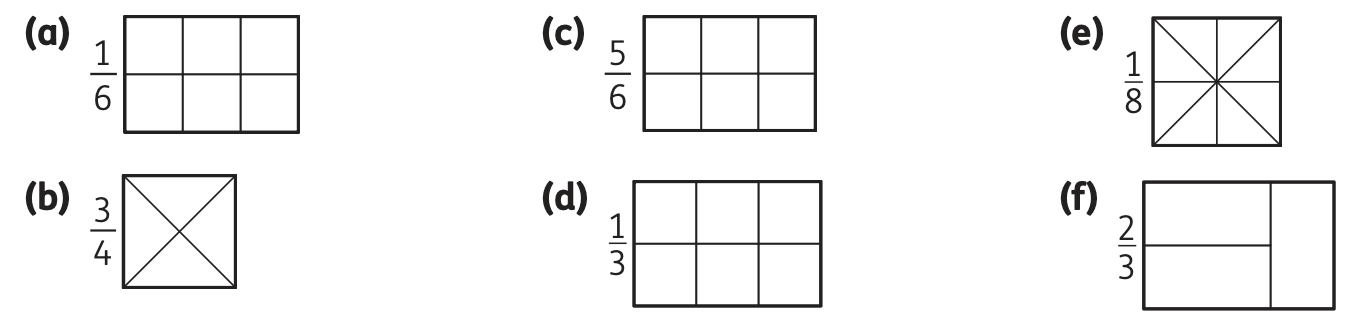 (a) 1/6
(b) 3/4
(c) 5/6
(d) 1/3
(e) 1/8
(f) 2/3